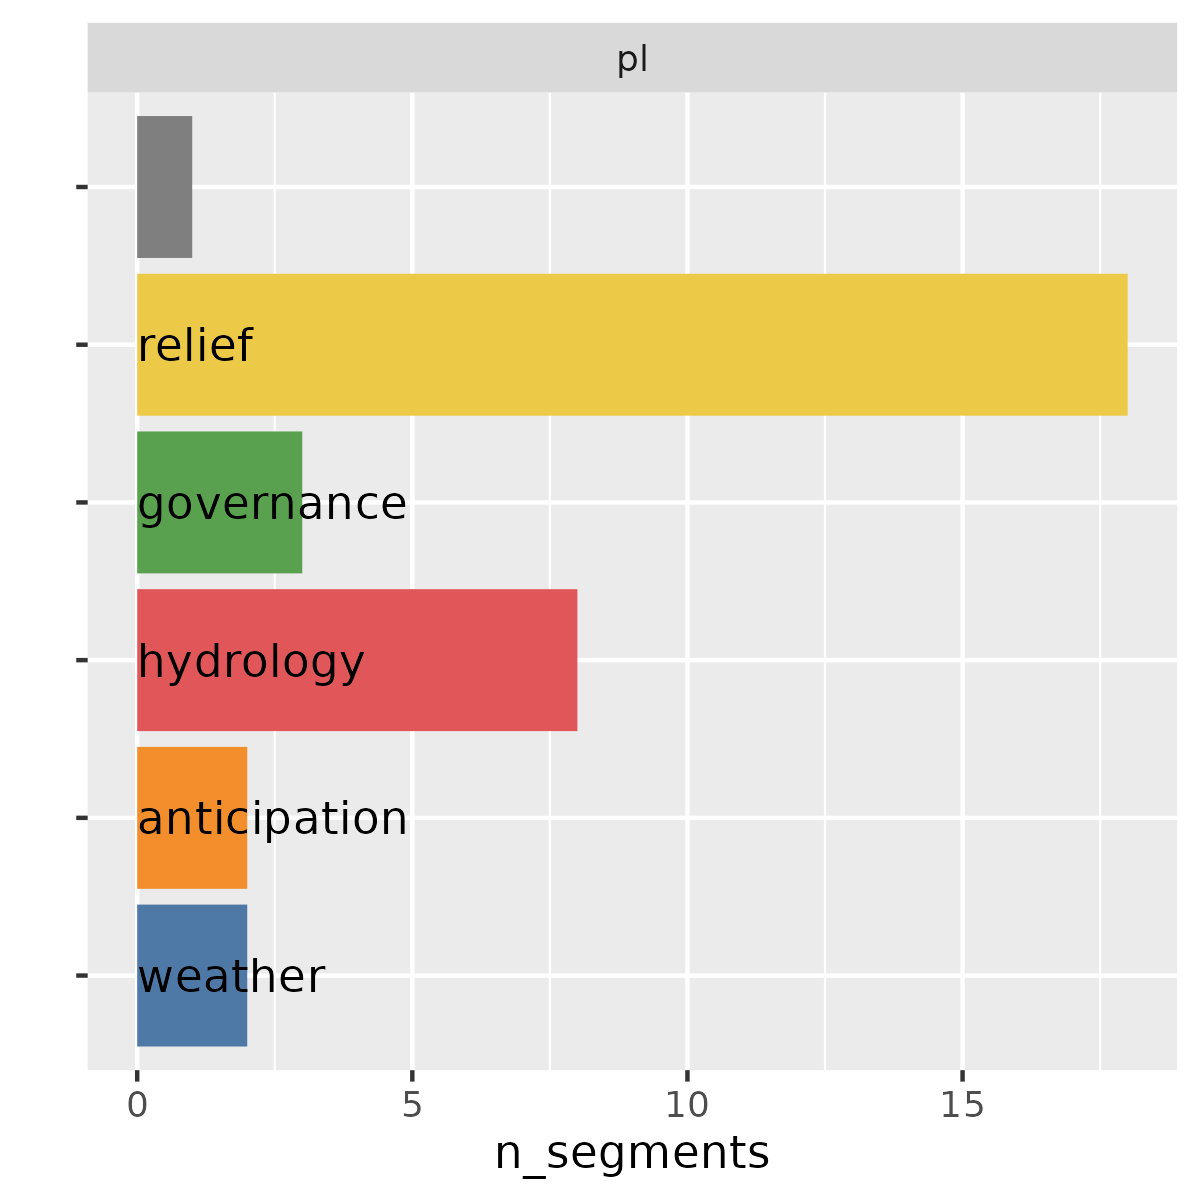 pl
relief
governance
hydrology
anticipation
weather
0 5 10 15
n_segments